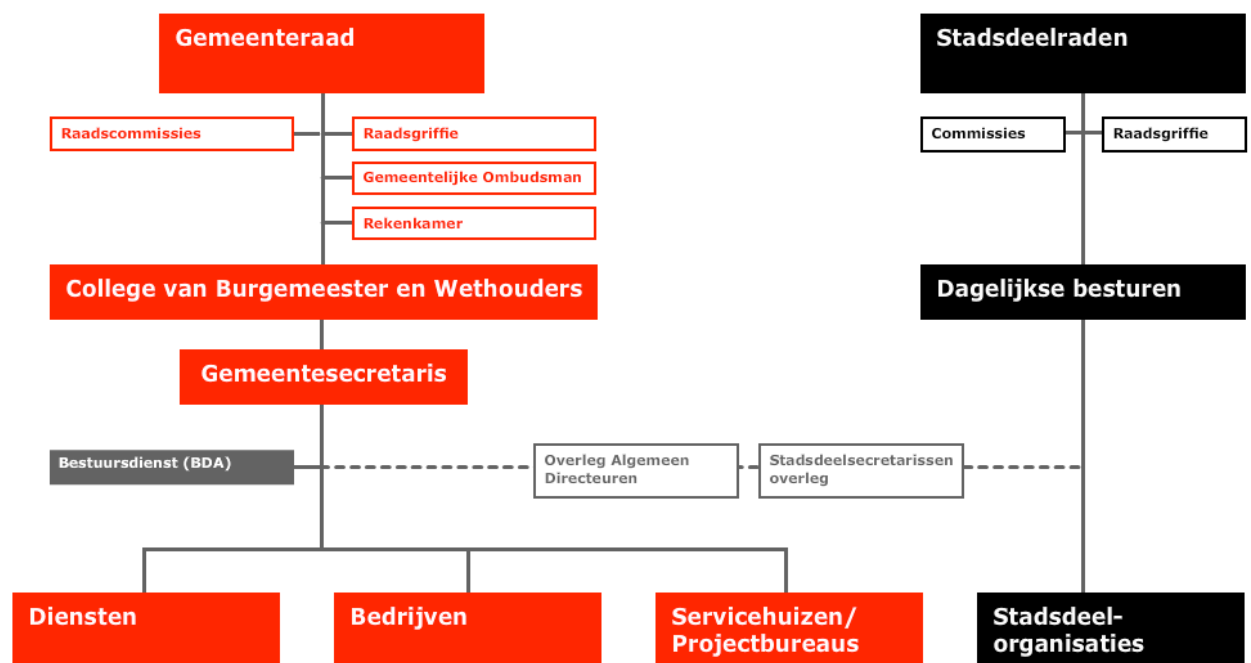 Gemeenteraad
Stadsdeelraden
Raadscommissies
Raadsgriffie
Commissies
Raadsgriffie
Gemeentelijke Ombudsman
Rekenkamer
College van Burgemeester en Wethouders
Dagelijkse besturen
Gemeentesecretaris
Bestuursdienst (BDA)
Overleg Algemeen
Directeuren
Stadsdeelsecretarissen
overleg
Diensten
Bedrijven
Servicehuizen/
Projectbureaus
Stadsdeel-
organisaties